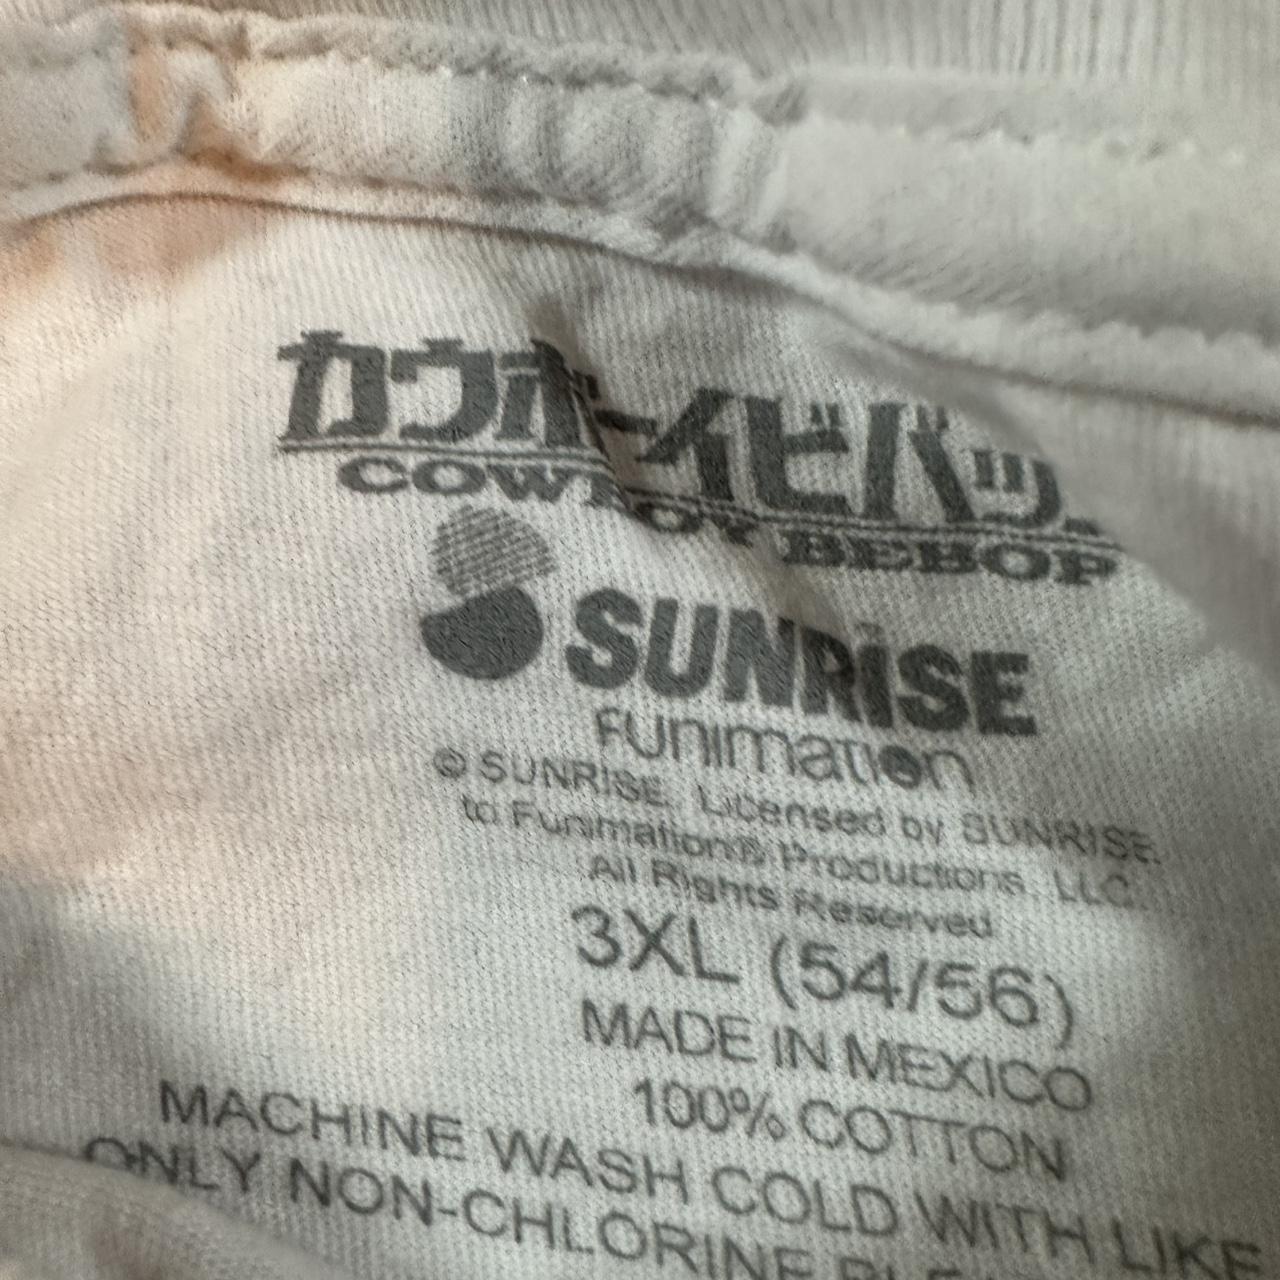 カウボーイビバップ
COWBOY BEBOP
SUNRISE
FUnimation
© SUNRISE. Licensed by SUNRISE
to Funimation® Productions, LLC.
All Rights Reserved
3XL (54/56)
MADE IN MEXICO
100% COTTON
MACHINE WASH COLD WITH LIKE
ONLY NON-CHLORINE